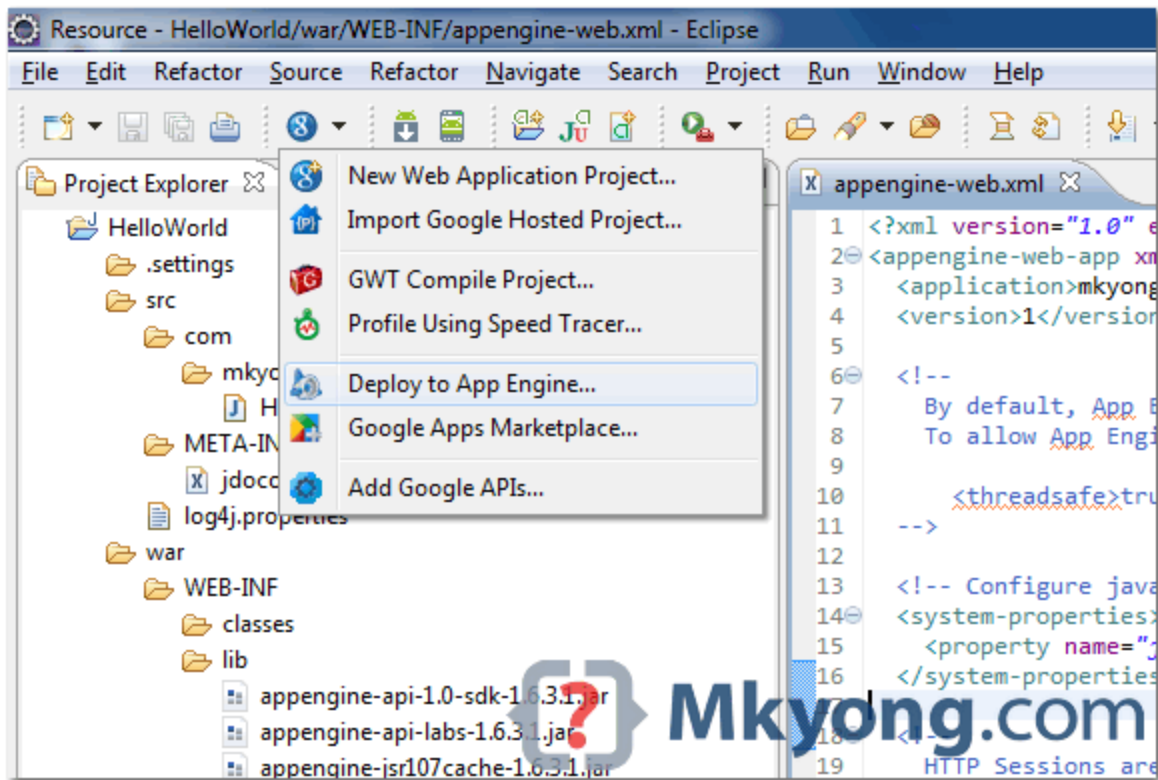 Resource - HelloWorld/war/WEB-INF/appengine-web.xml - Eclipse
File Edit Refactor Source Refactor Navigate Search Project Run Window Help
Project Explorer
HelloWorld
.settings
src
com
mkyo
H
META-IN
jdoco
log4j.properties
war
WEB-INF
classes
lib
appengine-api-1.0-sdk-1.6.3.1.jar
appengine-api-labs-1.6.3.1.jar
appengine-jsr107cache-1.6.3.1.jar
New Web Application Project...
Import Google Hosted Project...
GWT Compile Project...
Profile Using Speed Tracer...
Deploy to App Engine...
Google Apps Marketplace...
Add Google APIs...
appengine-web.xml
1 <?xml version="1.0" e
2 <appengine-web-app xm
3 <application>mkyong
4 <version>1</version
5
6 <!--
7 By default, App E
8 To allow App Engi
9
10 <threadsafe>tru
11 -->
12
13 <!-- Configure java
14 <system-properties>
15 <property name="j
16 </system-properties
17
18 <!--
19 HTTP Sessions are
Mkyong.com